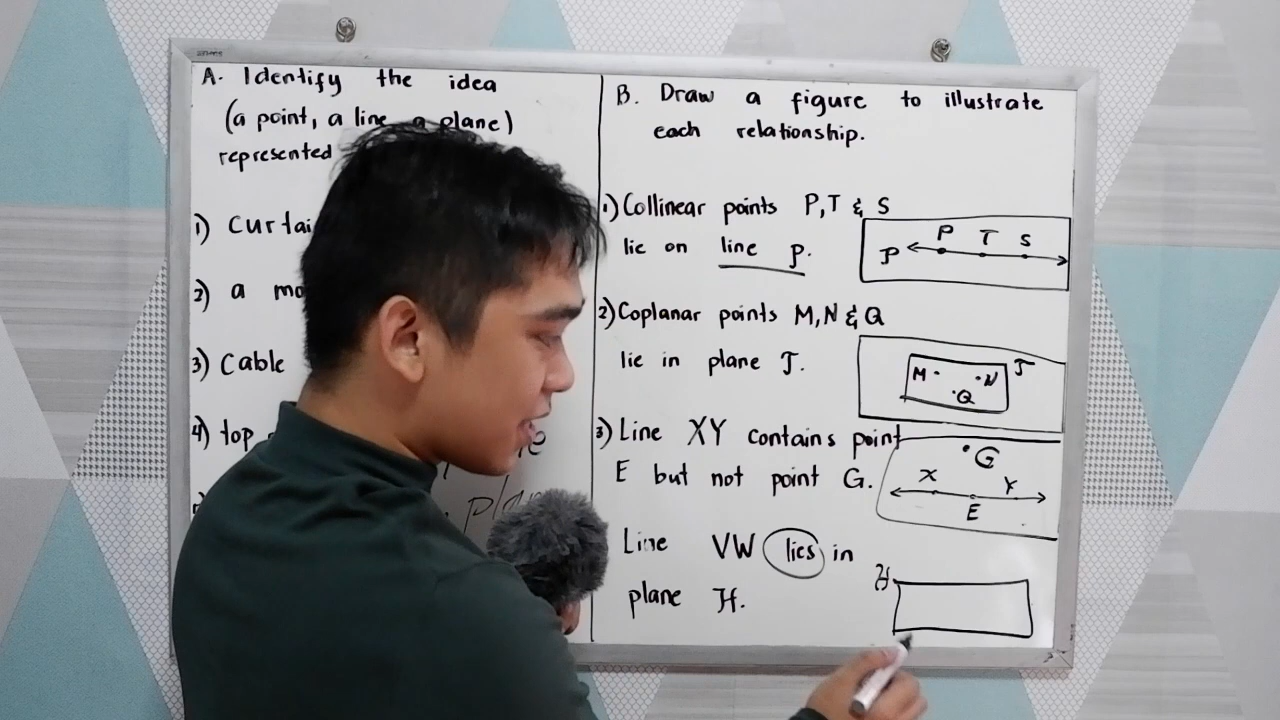 A. Identify the idea
(a point, a line, a plane)
represented
1) Curtai
2) a mo
3) Cable
4) top
plan
B. Draw a figure to illustrate
each relationship.
1) Collinear points P, T & S
lie on line p.
P T S
p
2) Coplanar points M, N & Q
lie in plane J.
M N J
Q
3) Line XY contains point
E but not point G.
G
X Y
E
Line VW lies in
plane H.
H